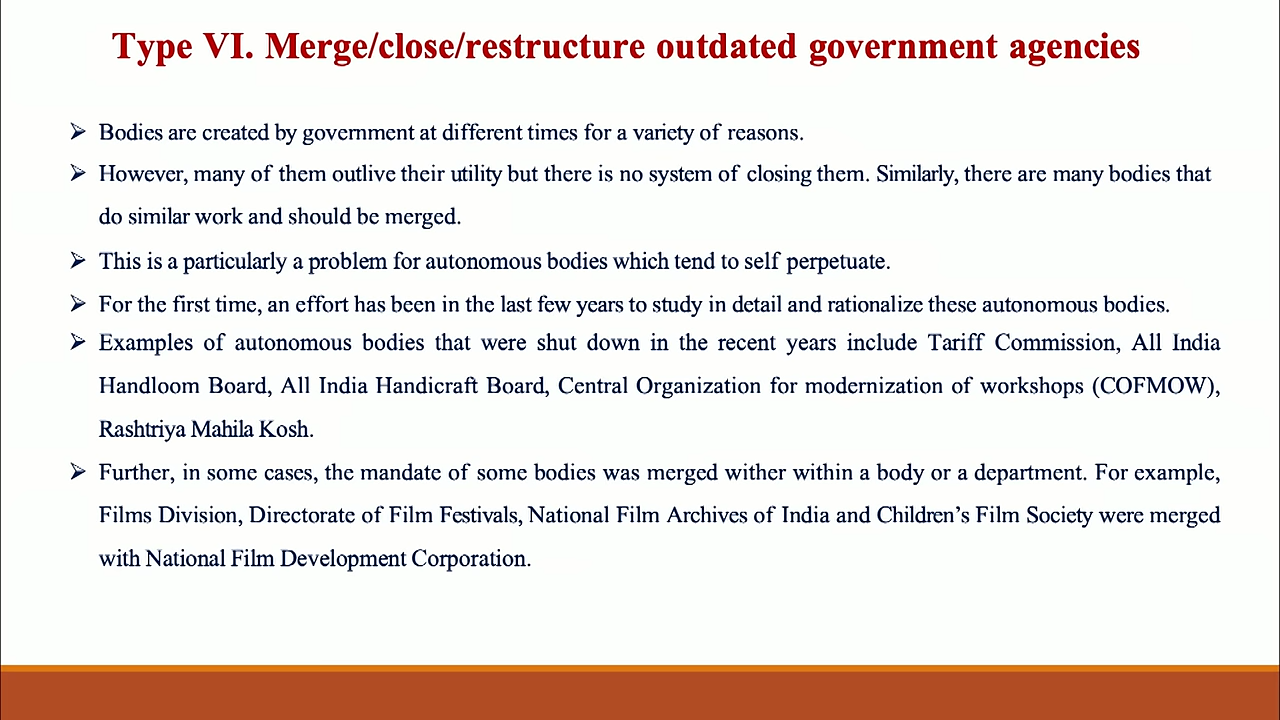 Type VI. Merge/close/restructure outdated government agencies
➢ Bodies are created by government at different times for a variety of reasons.
➢ However, many of them outlive their utility but there is no system of closing them. Similarly, there are many bodies that
do similar work and should be merged.
➢ This is a particularly a problem for autonomous bodies which tend to self perpetuate.
➢ For the first time, an effort has been in the last few years to study in detail and rationalize these autonomous bodies.
➢ Examples of autonomous bodies that were shut down in the recent years include Tariff Commission, All India
Handloom Board, All India Handicraft Board, Central Organization for modernization of workshops (COFMOW),
Rashtriya Mahila Kosh.
➢ Further, in some cases, the mandate of some bodies was merged wither within a body or a department. For example,
Films Division, Directorate of Film Festivals, National Film Archives of India and Children’s Film Society were merged
with National Film Development Corporation.